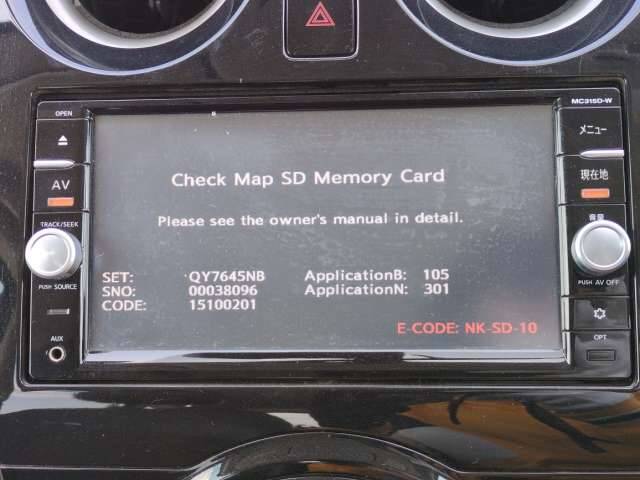 OPEN
MC315D-W
メニュー
AV
現在地
TRACK/SEEK
音量
PUSH SOURCE
PUSH AV OFF
AUX
OPT
Check Map SD Memory Card
Please see the owner's manual in detail.
SET: QY7645NB ApplicationB: 105
SNO: 00038096 ApplicationN: 301
CODE: 15100201
E-CODE: NK-SD-10